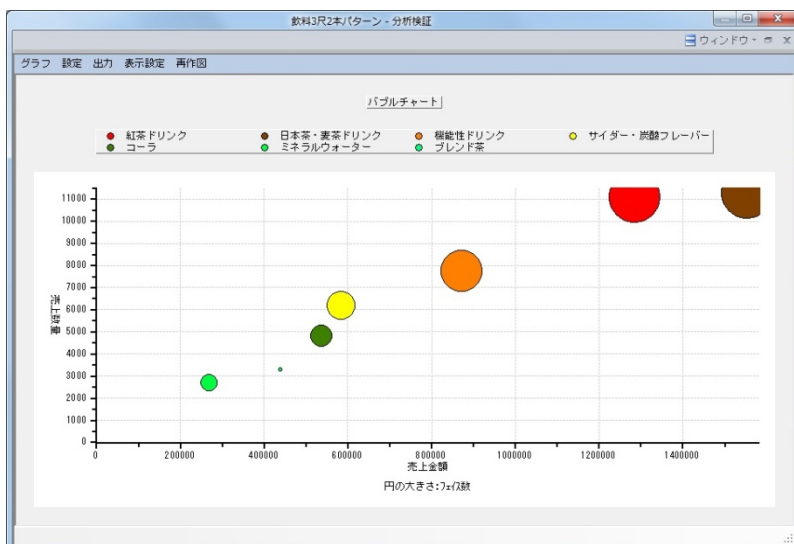 飲料3尺2本パターン - 分析検証
ウィンドウ
グラフ 設定 出力 表示設定 再作図
バブルチャート
紅茶ドリンク 日本茶・麦茶ドリンク 機能性ドリンク サイダー・炭酸フレーバー
コーラ ミネラルウォーター ブレンド茶
11000
10000
9000
8000
7000
6000
5000
4000
3000
2000
1000
0
売上数量
0 200000 400000 600000 800000 1000000 1200000 1400000
売上金額
円の大きさ:フェイス数